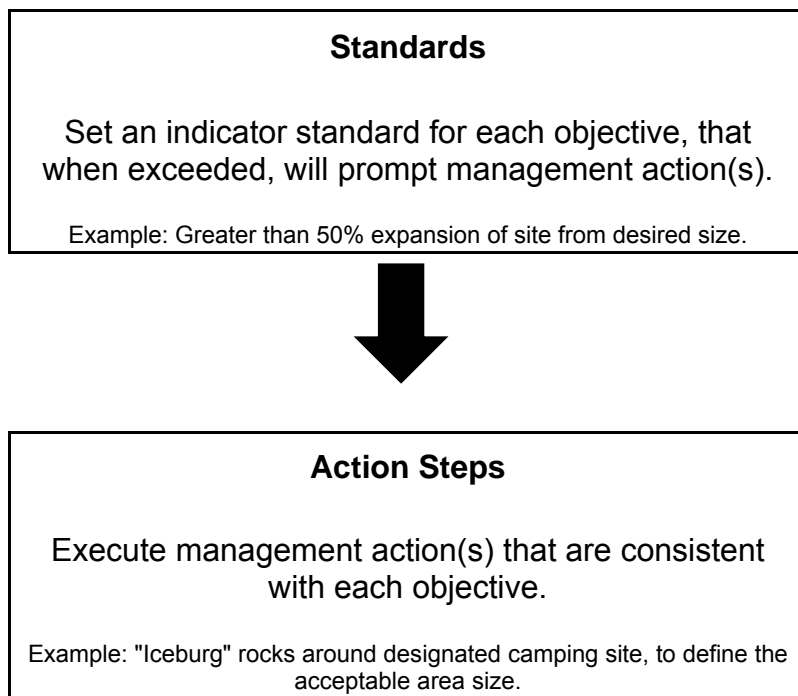 Standards
Set an indicator standard for each objective, that
when exceeded, will prompt management action(s).
Example: Greater than 50% expansion of site from desired size.
Action Steps
Execute management action(s) that are consistent
with each objective.
Example: "Iceburg" rocks around designated camping site, to define the
acceptable area size.